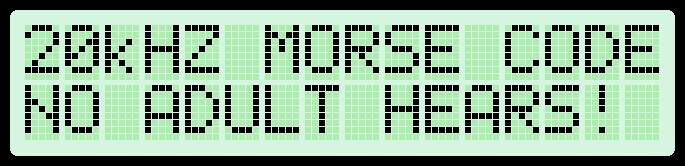 20kHZ MORSE CODE
NO ADULT HEARS!